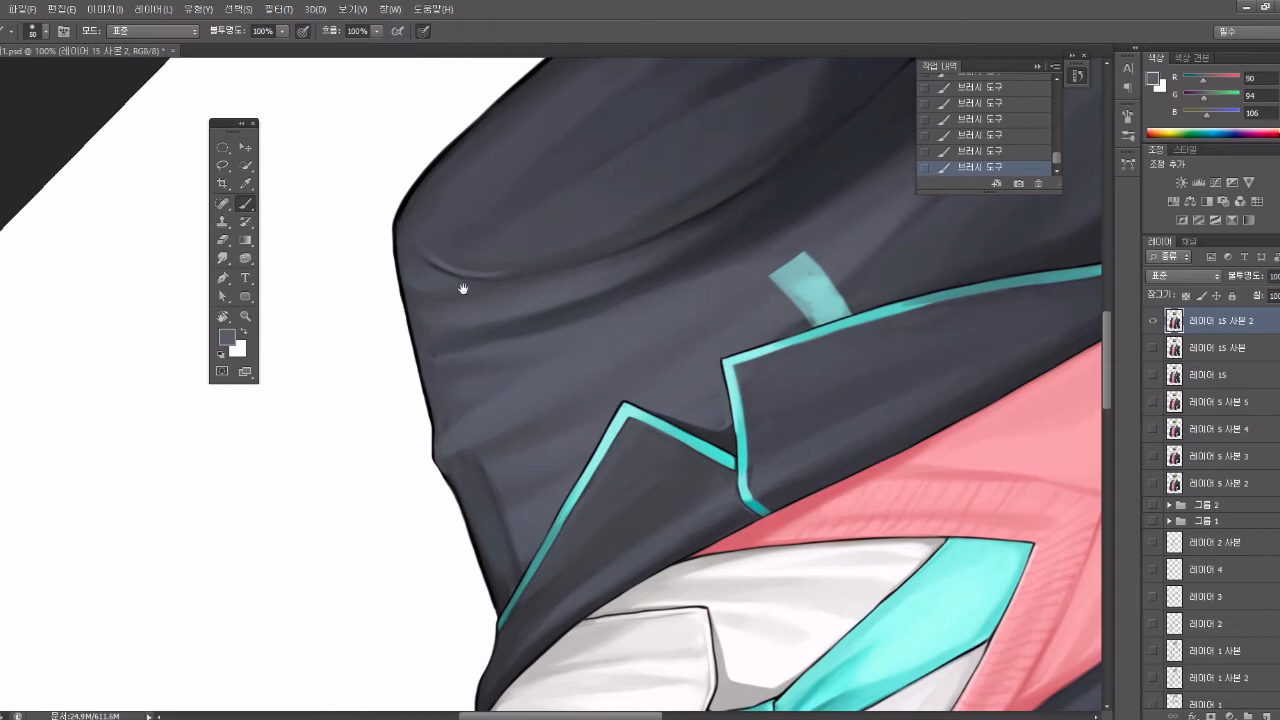 파일(F) 편집(E) 이미지(I) 레이어(L) 유형(Y) 선택(S) 필터(T) 3D(D) 보기(V) 창(W) 도움말(H)
50 모드: 표준 불투명도: 100% 흐름: 100% 필수
1.psd @ 100% (레이어 15 사본 2, RGB/8) *
작업 내역
브러시 도구
브러시 도구
브러시 도구
브러시 도구
브러시 도구
브러시 도구
색상 색상 견본
R 90
G 94
B 106
조정 스타일
조정 추가
레이어 채널
종류
표준 불투명도: 100
잠그기: 칠: 100
레이어 15 사본 2
레이어 15 사본
레이어 15
레이어 5 사본 5
레이어 5 사본 4
레이어 5 사본 3
레이어 5 사본 2
그룹 2
그룹 1
레이어 2 사본
레이어 4
레이어 3
레이어 2
레이어 1 사본
레이어 1 사본 2
레이어 1
문서:24.9M/611.6M